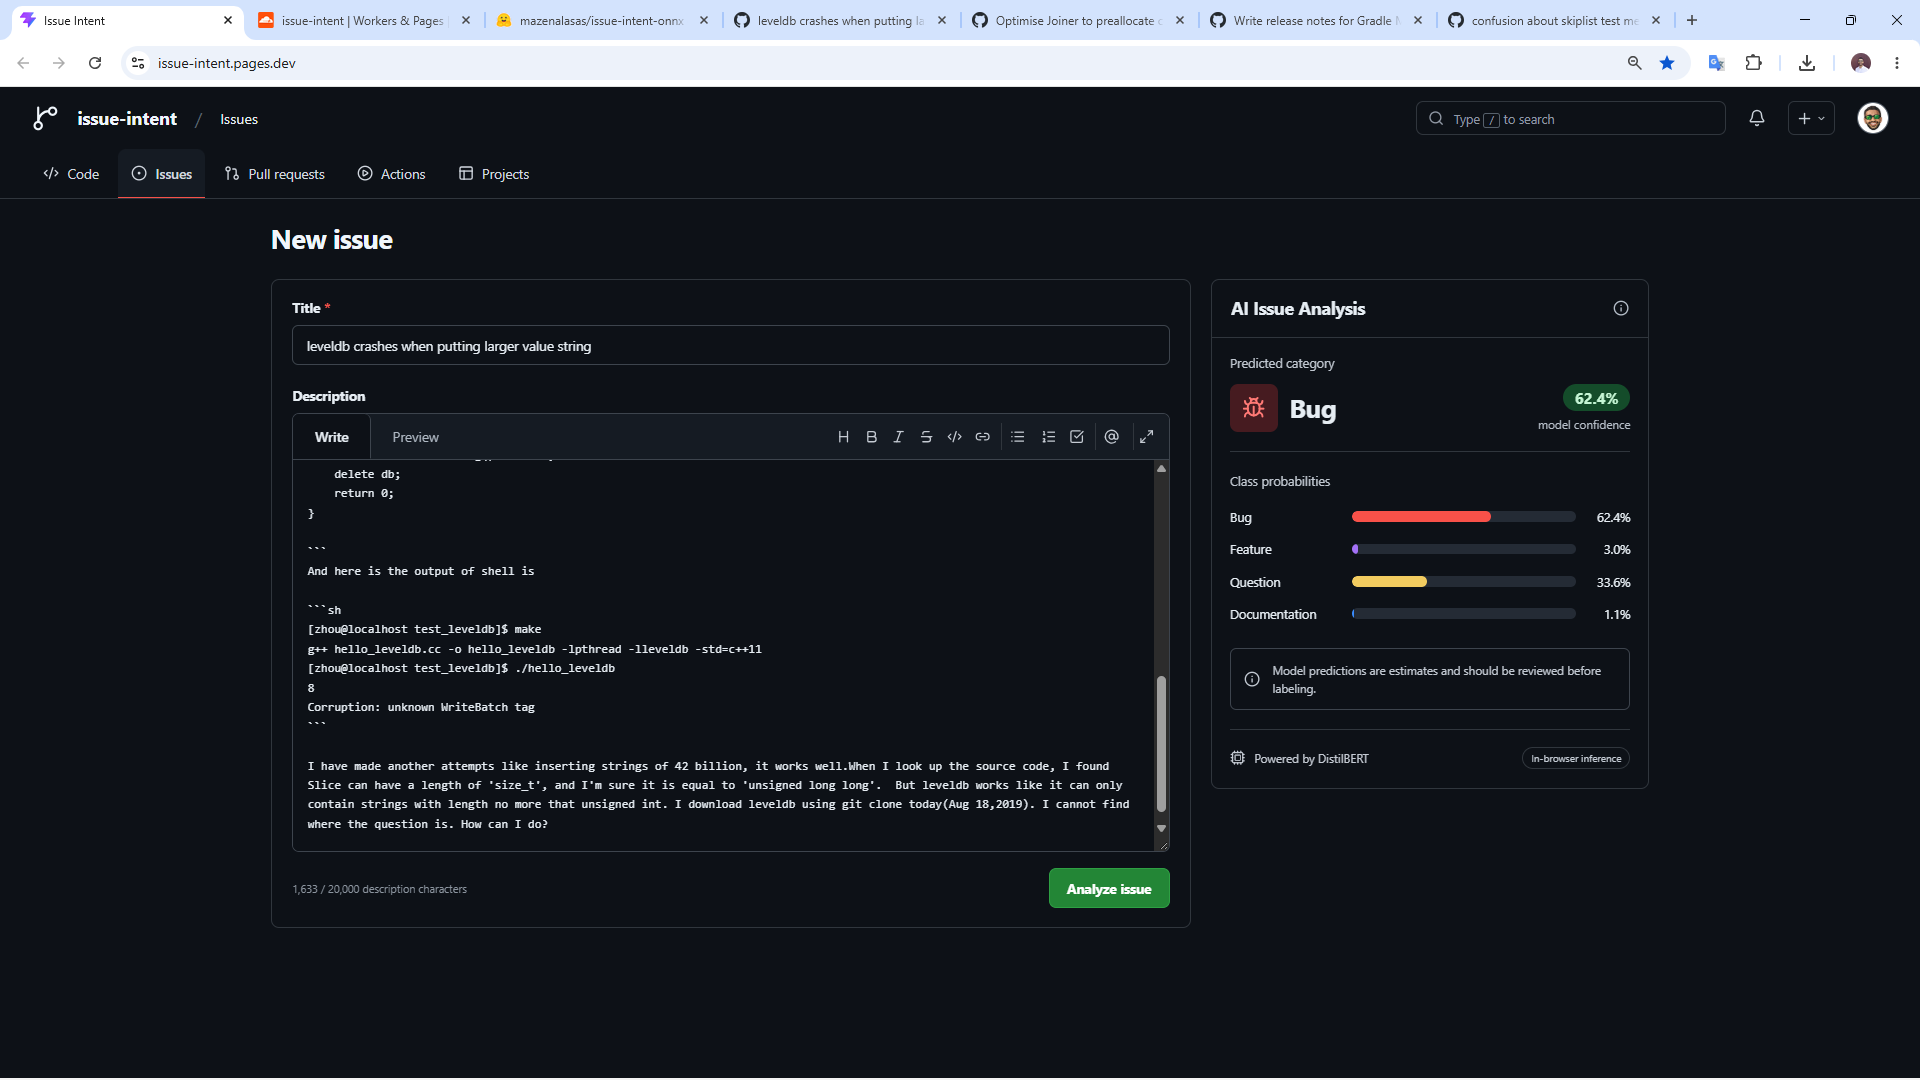 Issue Intent
issue-intent | Workers & Pages
mazenalasas/issue-intent-onnx
leveldb crashes when putting la
Optimise Joiner to preallocate c
Write release notes for Gradle
confusion about skiplist test me
issue-intent.pages.dev
issue-intent / Issues
Type / to search
Code
Issues
Pull requests
Actions
Projects
New issue
Title *
leveldb crashes when putting larger value string
Description
Write
Preview
delete db;
return 0;
}
```
And here is the output of shell is
```sh
[zhou@localhost test_leveldb]$ make
g++ hello_leveldb.cc -o hello_leveldb -lpthread -lleveldb -std=c++11
[zhou@localhost test_leveldb]$ ./hello_leveldb
8
Corruption: unknown WriteBatch tag
```
I have made another attempts like inserting strings of 42 billion, it works well.When I look up the source code, I found
Slice can have a length of 'size_t', and I'm sure it is equal to 'unsigned long long'.  But leveldb works like it can only
contain strings with length no more that unsigned int. I download leveldb using git clone today(Aug 18,2019). I cannot find
where the question is. How can I do?
1,633 / 20,000 description characters
Analyze issue
AI Issue Analysis
Predicted category
Bug
62.4%
model confidence
Class probabilities
Bug 62.4%
Feature 3.0%
Question 33.6%
Documentation 1.1%
Model predictions are estimates and should be reviewed before
labeling.
Powered by DistilBERT
In-browser inference